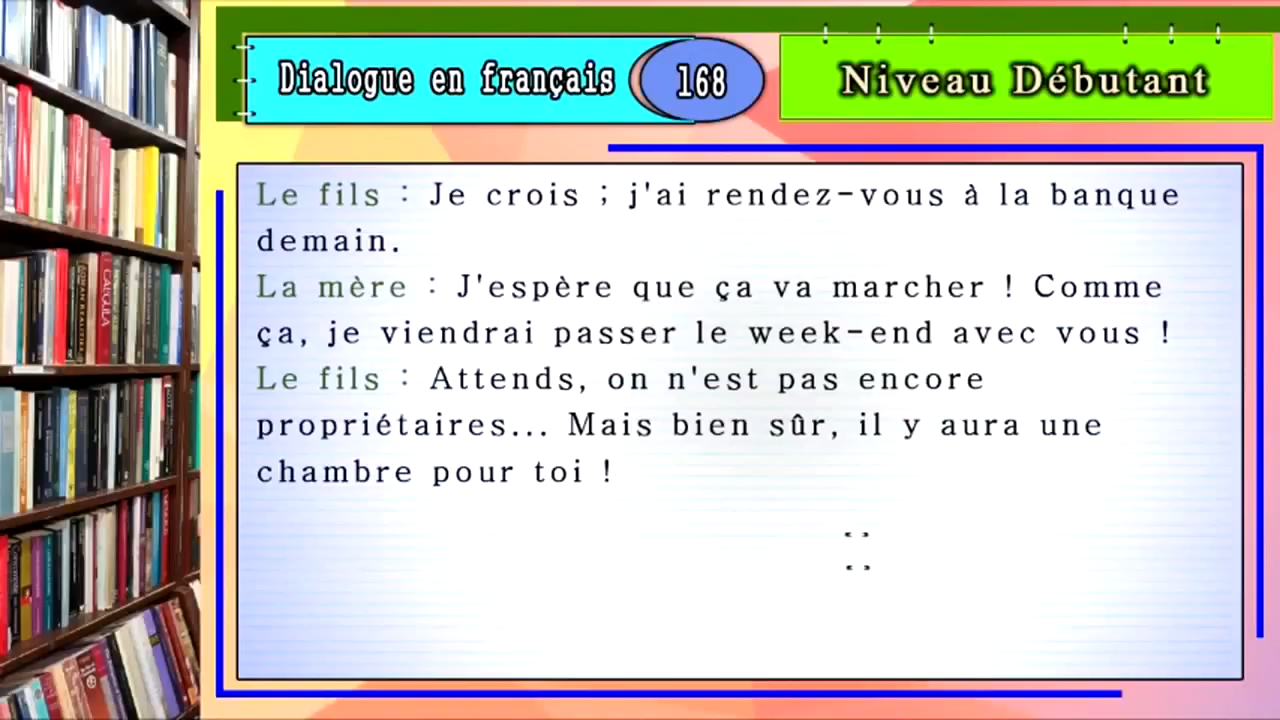 Dialogue en français 168
Niveau Débutant
Le fils : Je crois ; j'ai rendez-vous à la banque
demain.
La mère : J'espère que ça va marcher ! Comme
ça, je viendrai passer le week-end avec vous !
Le fils : Attends, on n'est pas encore
propriétaires... Mais bien sûr, il y aura une
chambre pour toi !
CALIGULA